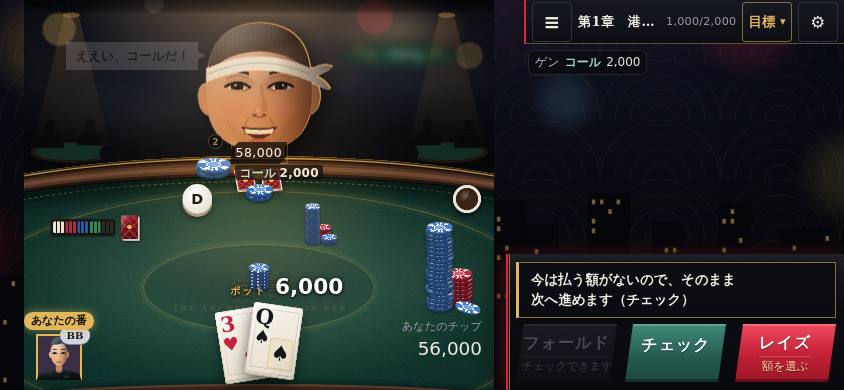 ええい、コールだ！
2
58,000
コール 2,000
D
ポット 6,000
あなたの番
BB
3
Q
あなたのチップ
56,000
☰ 第1章 港… 1,000/2,000 目標 ▾
ゲン コール 2,000
今は払う額がないので、そのまま
次へ進めます（チェック）
フォールド
チェックできます
チェック
レイズ
額を選ぶ